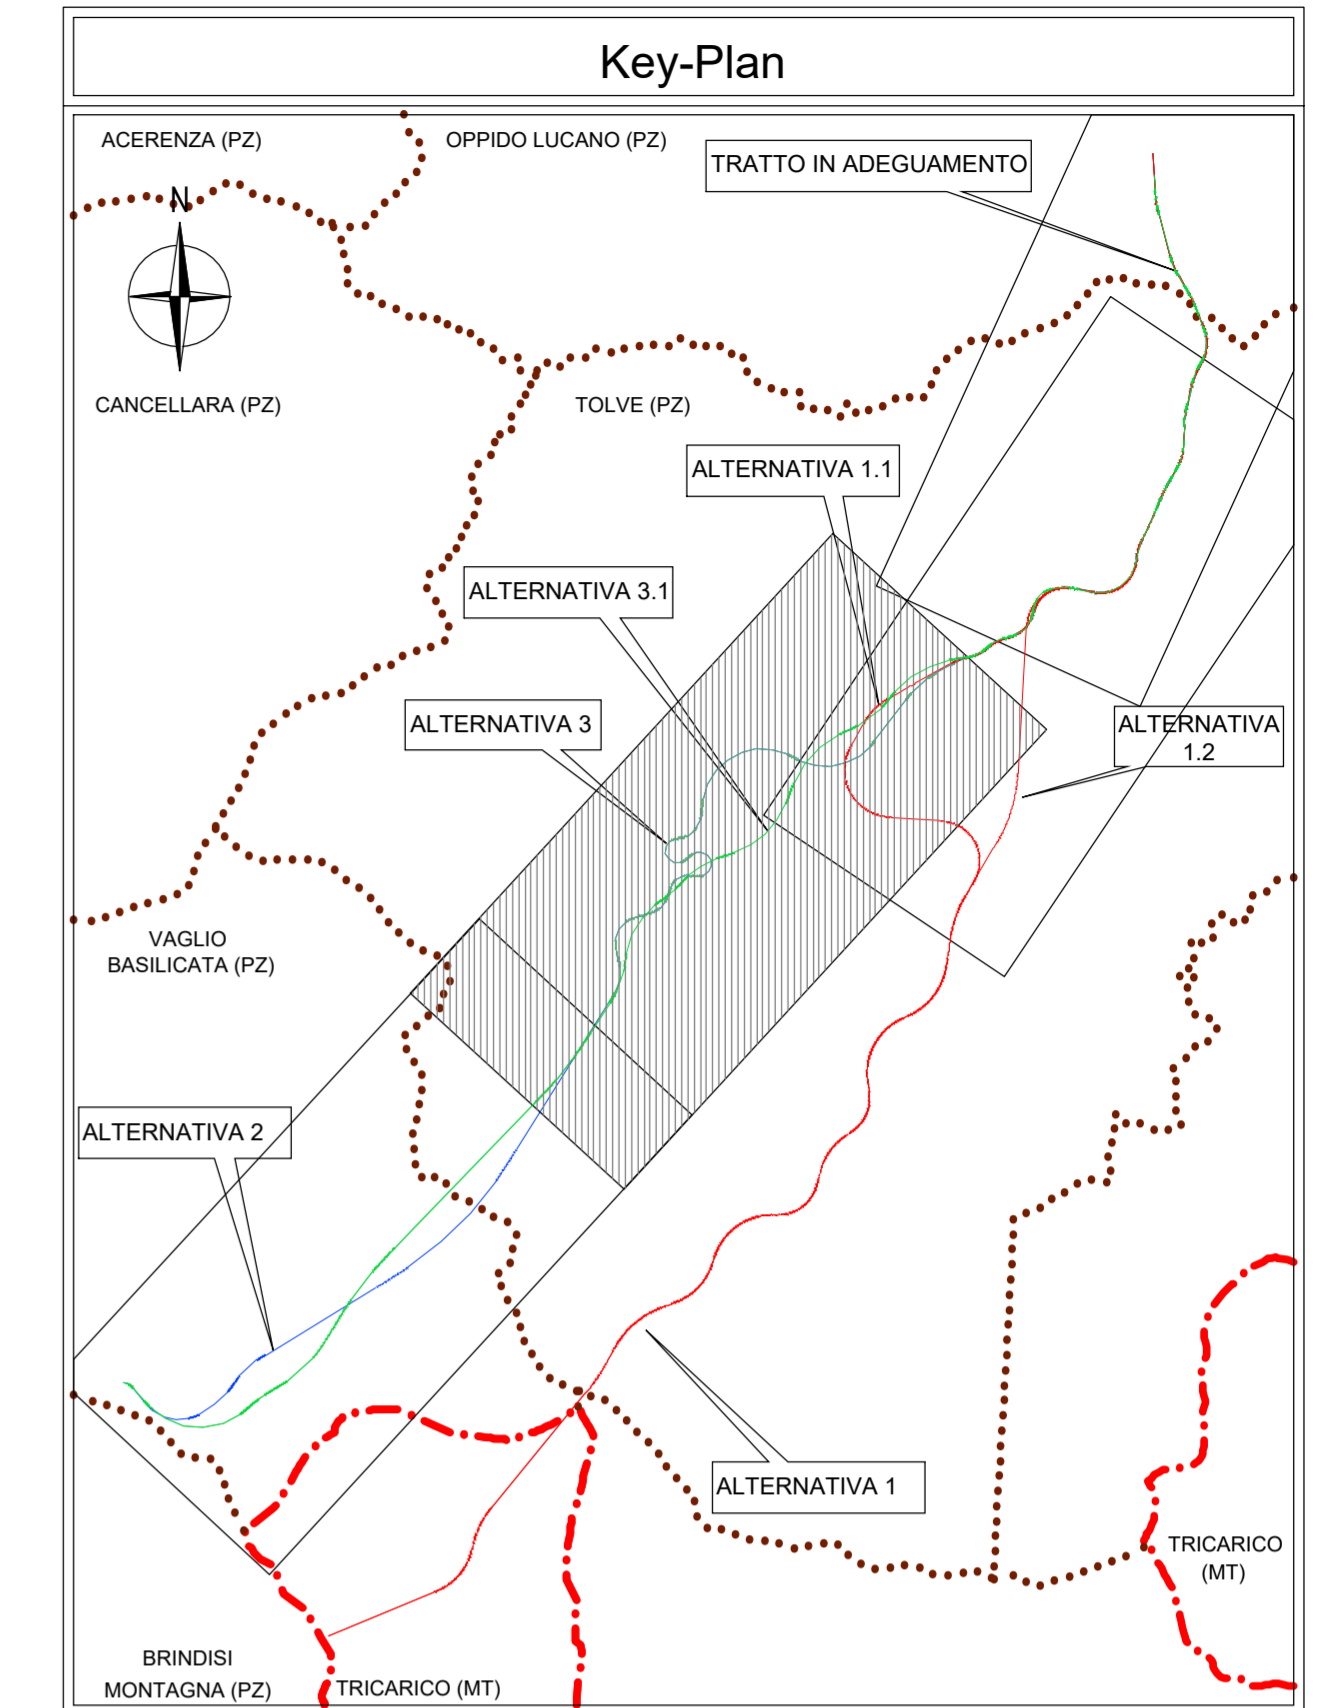 Key-Plan
ACERENZA (PZ)
OPPIDO LUCANO (PZ)
TRATTO IN ADEGUAMENTO
N
CANCELLARA (PZ)
TOLVE (PZ)
ALTERNATIVA 1.1
ALTERNATIVA 3.1
ALTERNATIVA 3
ALTERNATIVA
1.2
VAGLIO
BASILICATA (PZ)
ALTERNATIVA 2
ALTERNATIVA 1
TRICARICO
(MT)
BRINDISI
MONTAGNA (PZ)
TRICARICO (MT)